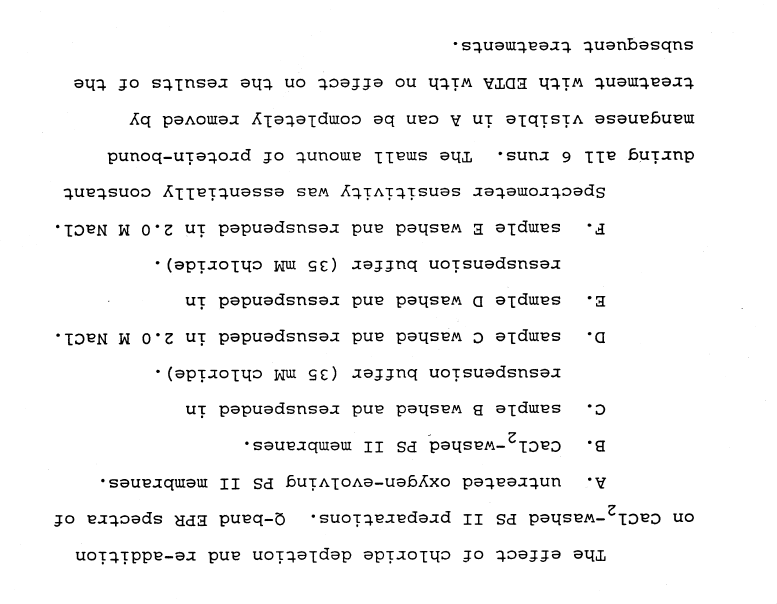 The effect of chloride depletion and re-addition
on CaCl2-washed PS II preparations. Q-band EPR spectra of
A. untreated oxygen-evolving PS II membranes.
B. CaCl2-washed PS II membranes.
C. sample B washed and resuspended in
resuspension buffer (35 mM chloride).
D. sample C washed and resuspended in 2.0 M NaCl.
E. sample D washed and resuspended in
resuspension buffer (35 mM chloride).
F. sample E washed and resuspended in 2.0 M NaCl.
Spectrometer sensitivity was essentially constant
during all 6 runs. The small amount of protein-bound
manganese visible in A can be completely removed by
treatment with EDTA with no effect on the results of the
subsequent treatments.